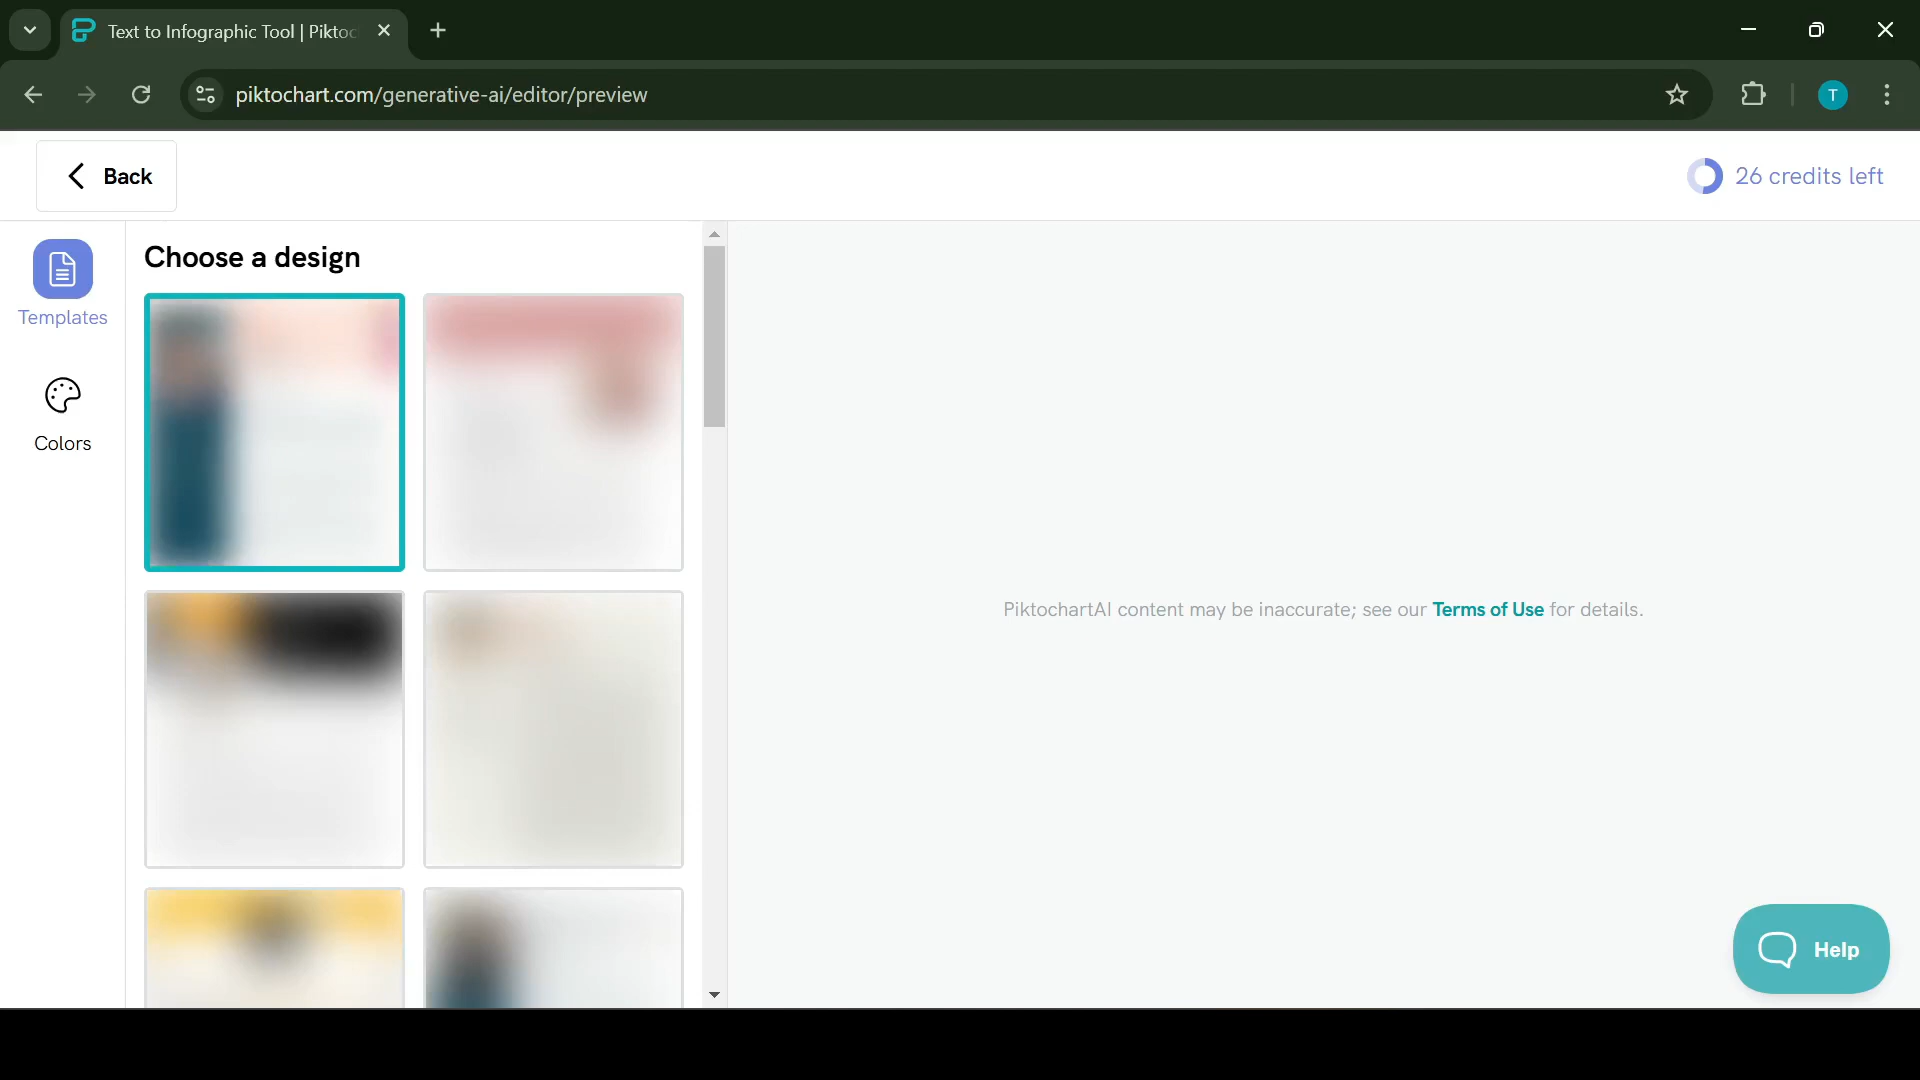 Text to Infographic Tool | Piktoc
piktochart.com/generative-ai/editor/preview
T
Back
26 credits left
Choose a design
Templates
Colors
PiktochartAI content may be inaccurate; see our Terms of Use for details.
Help